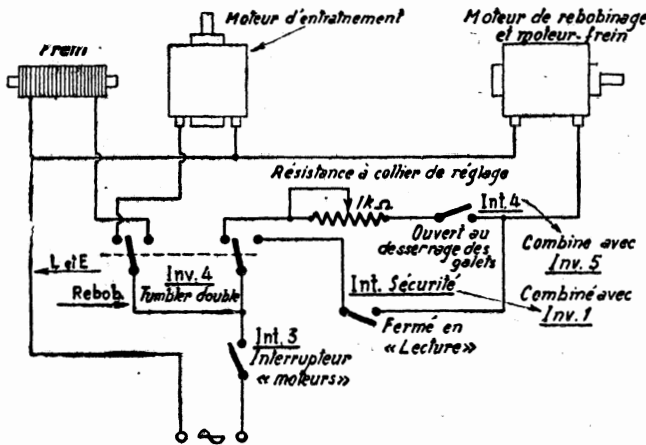 Moteur d'entraînement
Moteur de rebobinage
et moteur-frein
Frein
Résistance à collier de réglage
1kΩ
Int. 4
Ouvert au
desserrage des
galets
Combine avec
Inv. 5
L et E
Inv. 4
Tumbler double
Rebob.
Int. Sécurité
Combiné avec
Inv. 1
Fermé en
«Lecture»
Int. 3
Interrupteur
«moteurs»